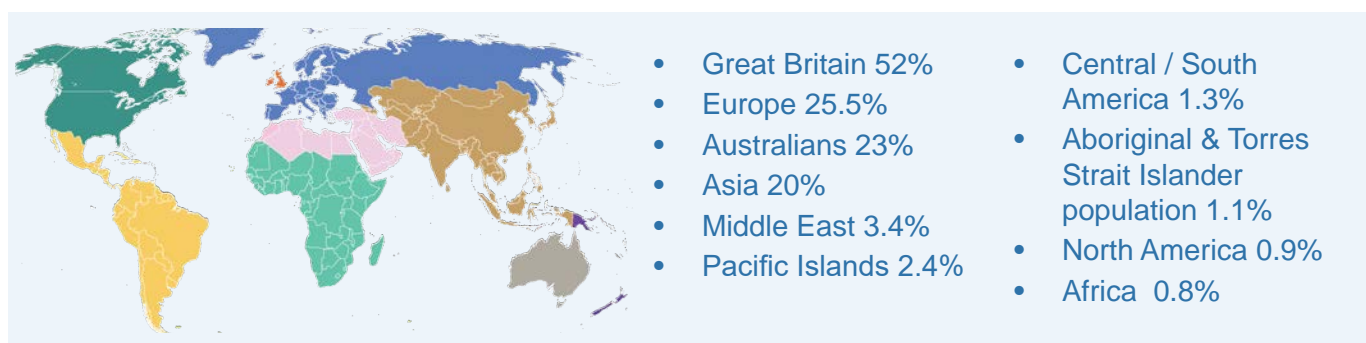 • Great Britain 52%
• Europe 25.5%
• Australians 23%
• Asia 20%
• Middle East 3.4%
• Pacific Islands 2.4%
• Central / South
America 1.3%
• Aboriginal & Torres
Strait Islander
population 1.1%
• North America 0.9%
• Africa 0.8%